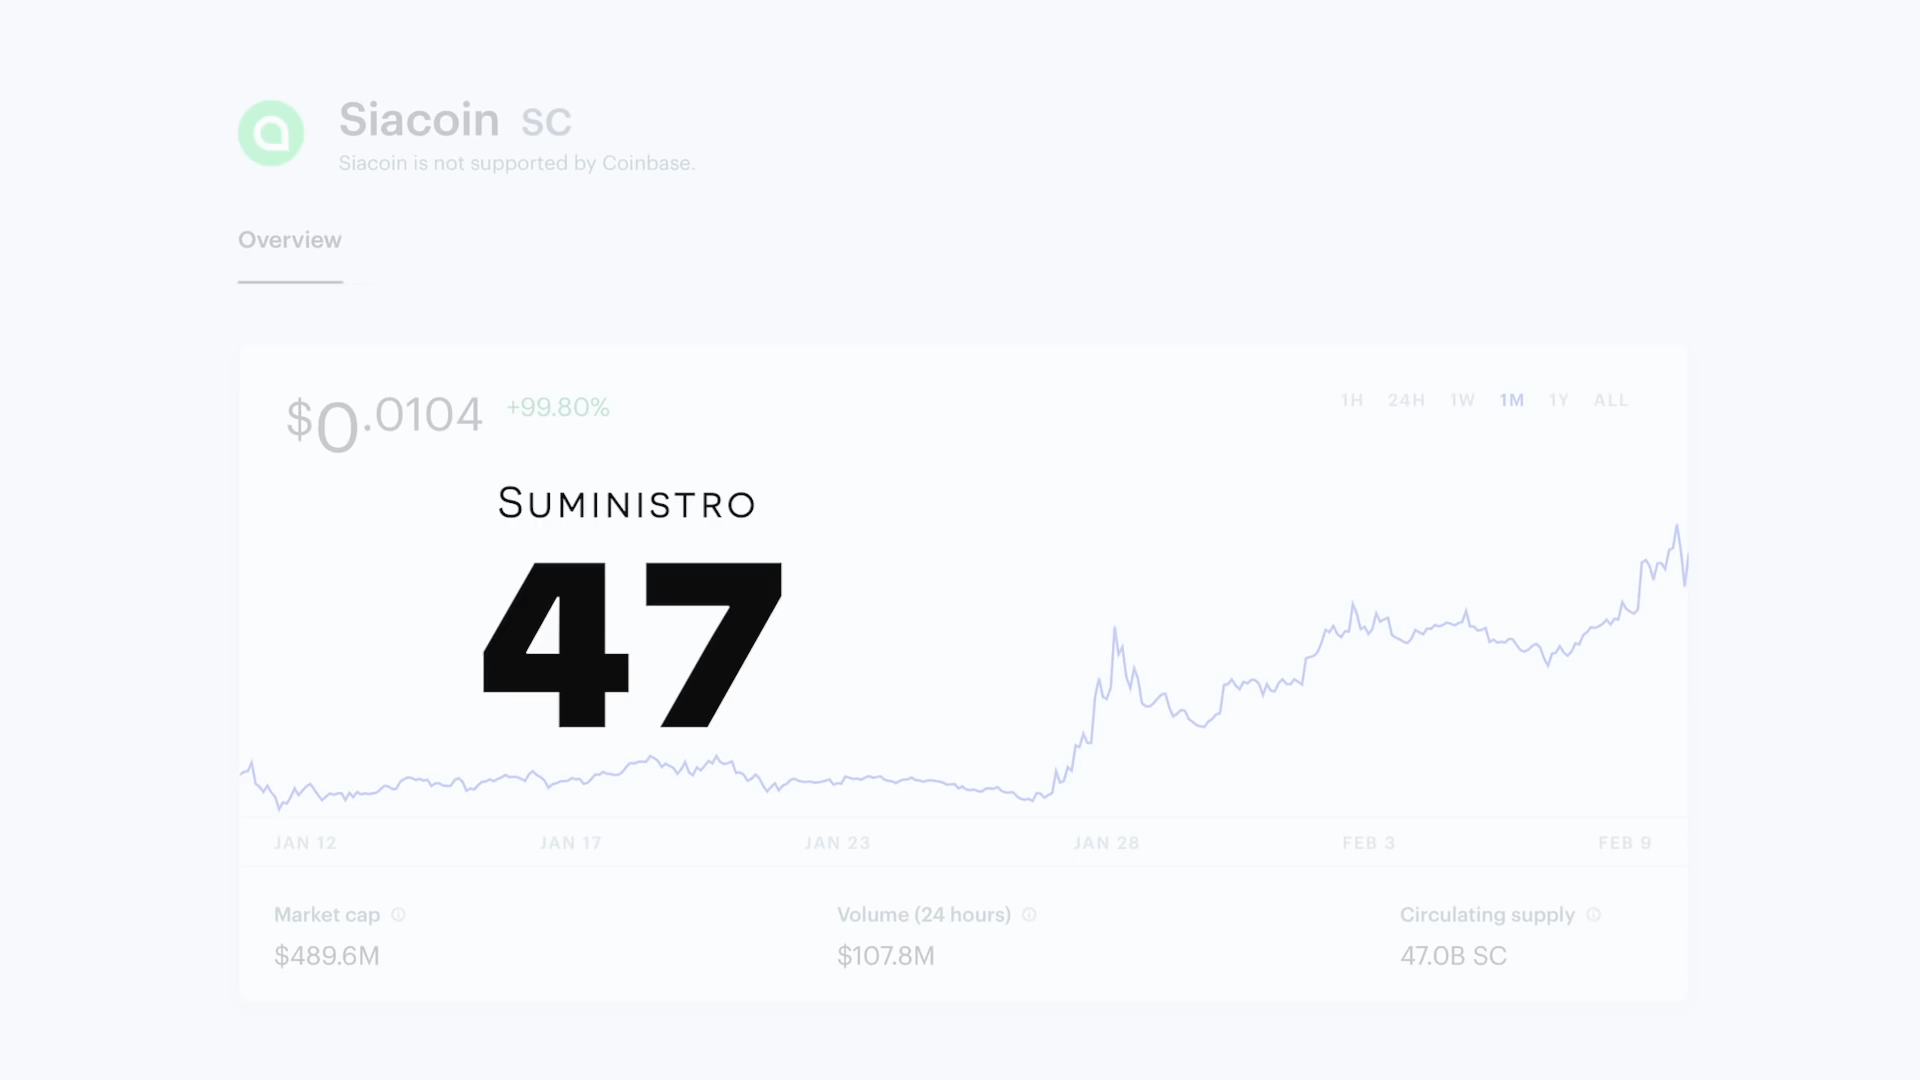 Siacoin SC
Siacoin is not supported by Coinbase.
Overview
$0.0104 +99.80%
1H 24H 1W 1M 1Y ALL
SUMINISTRO
47
JAN 12 JAN 17 JAN 23 JAN 28 FEB 3 FEB 9
Market cap Volume (24 hours) Circulating supply
$489.6M $107.8M 47.0B SC